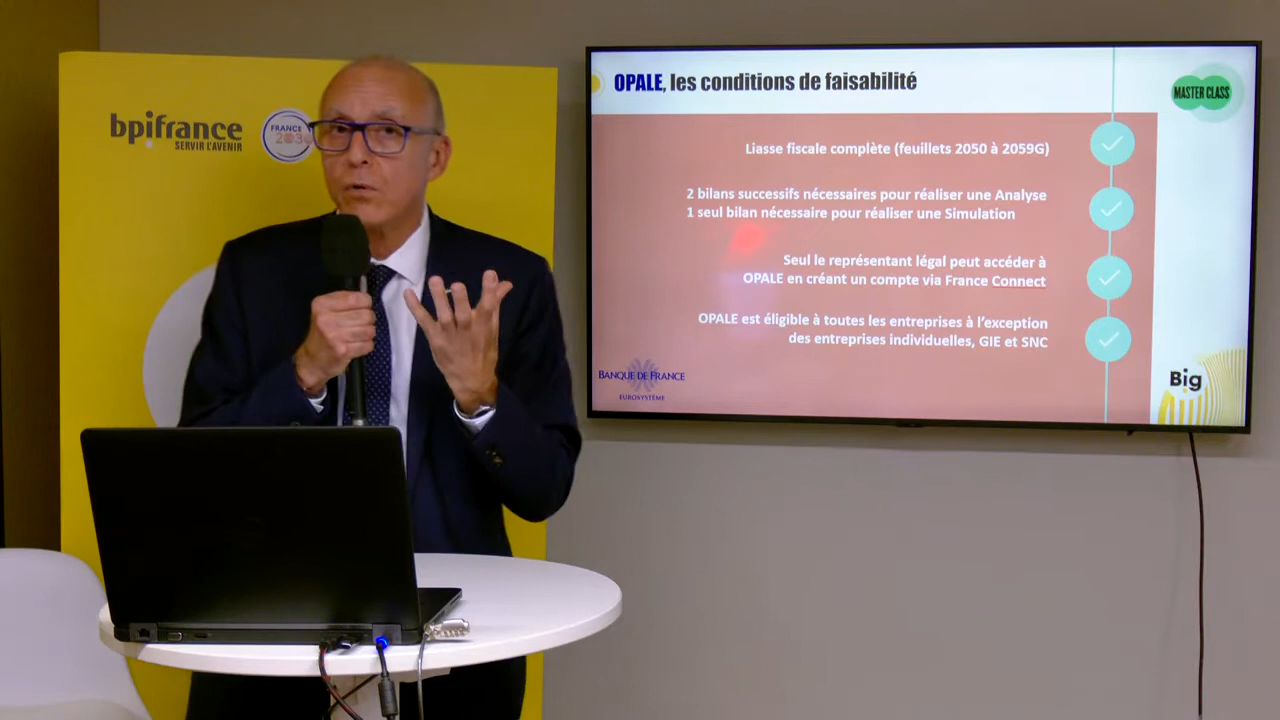 bpifrance
SERVIR L'AVENIR
FRANCE
2030
OPALE, les conditions de faisabilité
MASTER CLASS
Liasse fiscale complète (feuillets 2050 à 2059G)
2 bilans successifs nécessaires pour réaliser une Analyse
1 seul bilan nécessaire pour réaliser une Simulation
Seul le représentant légal peut accéder à
OPALE en créant un compte via France Connect
OPALE est éligible à toutes les entreprises à l'exception
des entreprises individuelles, GIE et SNC
BANQUE DE FRANCE
EUROSYSTÈME
Big